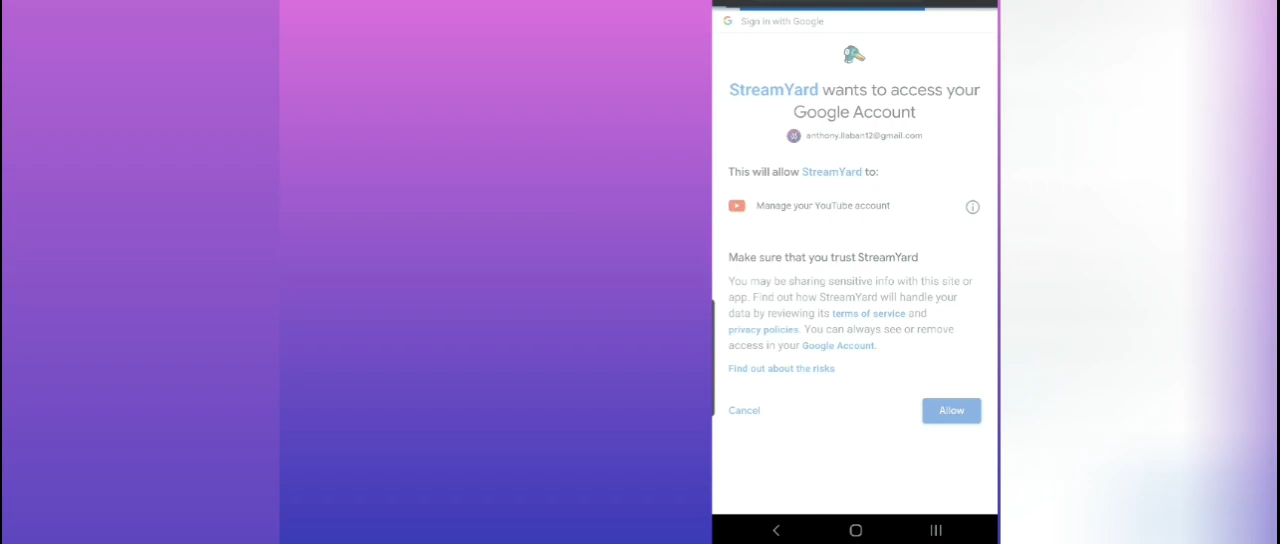 Sign in with Google
StreamYard wants to access your
Google Account
anthony.llaban12@gmail.com
This will allow StreamYard to:
Manage your YouTube account
Make sure that you trust StreamYard
You may be sharing sensitive info with this site or
app. Find out how StreamYard will handle your
data by reviewing its terms of service and
privacy policies. You can always see or remove
access in your Google Account.
Find out about the risks
Cancel
Allow